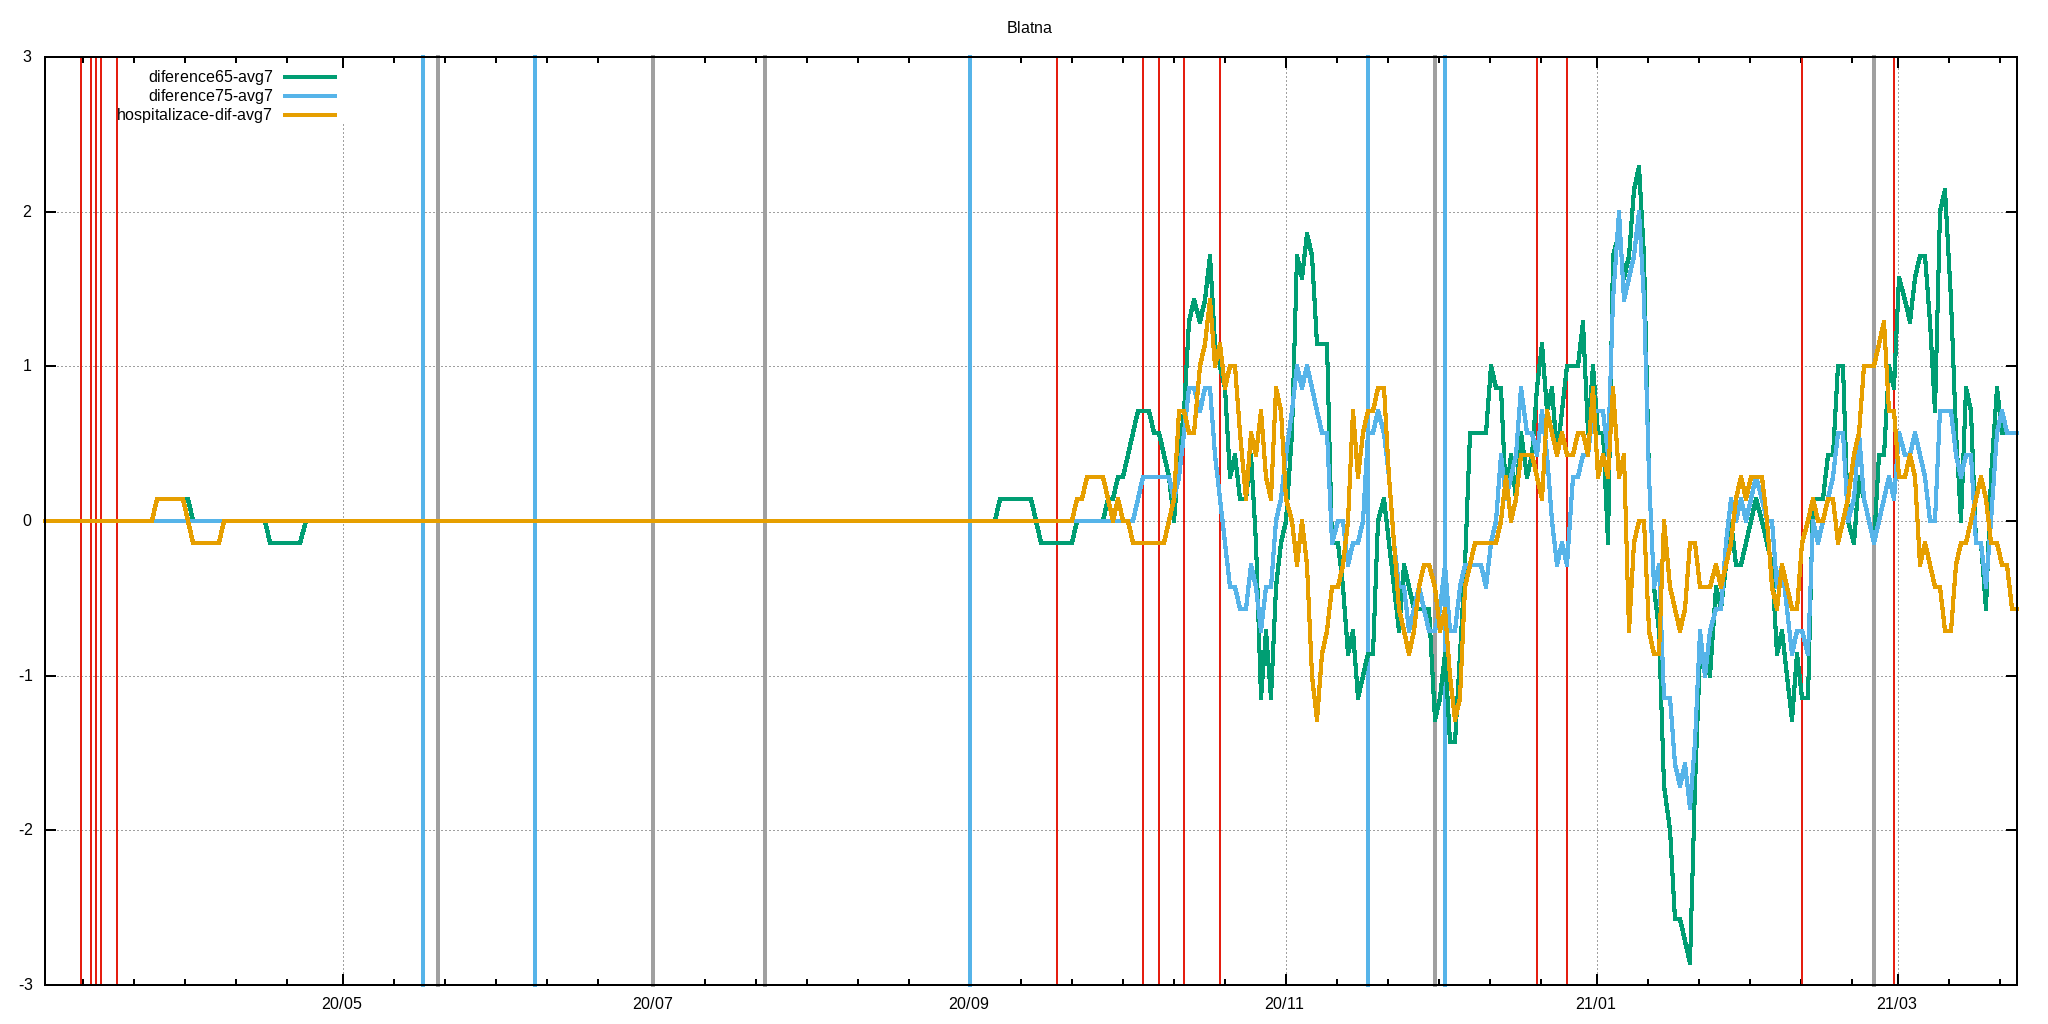 Blatna
3
diference65-avg7
diference75-avg7
hospitalizace-dif-avg7
2
1
0
-1
-2
-3
20/05 20/07 20/09 20/11 21/01 21/03